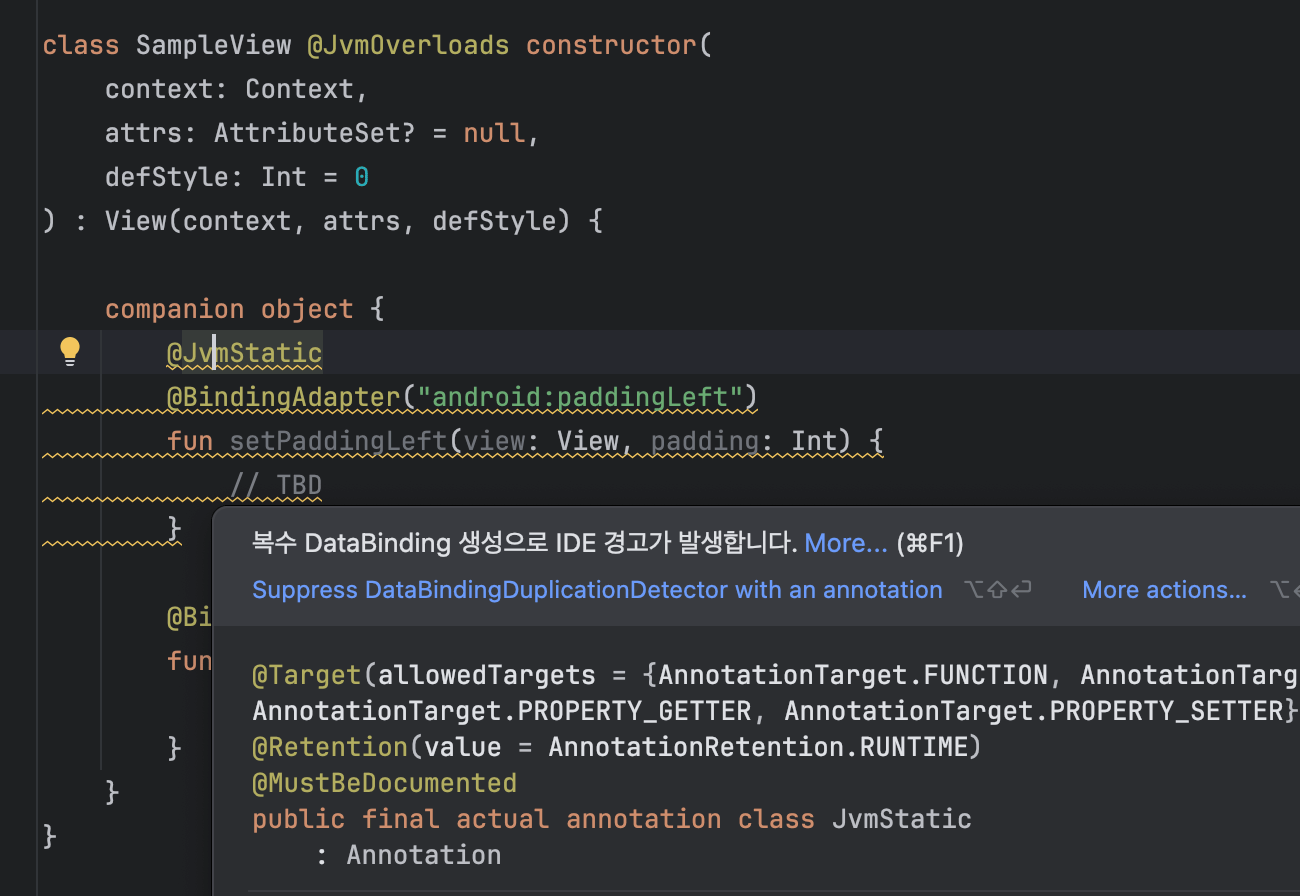 class SampleView @JvmOverloads constructor(
context: Context,
attrs: AttributeSet? = null,
defStyle: Int = 0
) : View(context, attrs, defStyle) {
companion object {
@JvmStatic
@BindingAdapter("android:paddingLeft")
fun setPaddingLeft(view: View, padding: Int) {
// TBD
}
복수 DataBinding 생성으로 IDE 경고가 발생합니다. More... (⌘F1)
Suppress DataBindingDuplicationDetector with an annotation ⌥⇧⏎ More actions... ⌥
@Bi
fun
@Target(allowedTargets = {AnnotationTarget.FUNCTION, AnnotationTarg
AnnotationTarget.PROPERTY_GETTER, AnnotationTarget.PROPERTY_SETTER}
@Retention(value = AnnotationRetention.RUNTIME)
}
@MustBeDocumented
}
public final actual annotation class JvmStatic
}
: Annotation